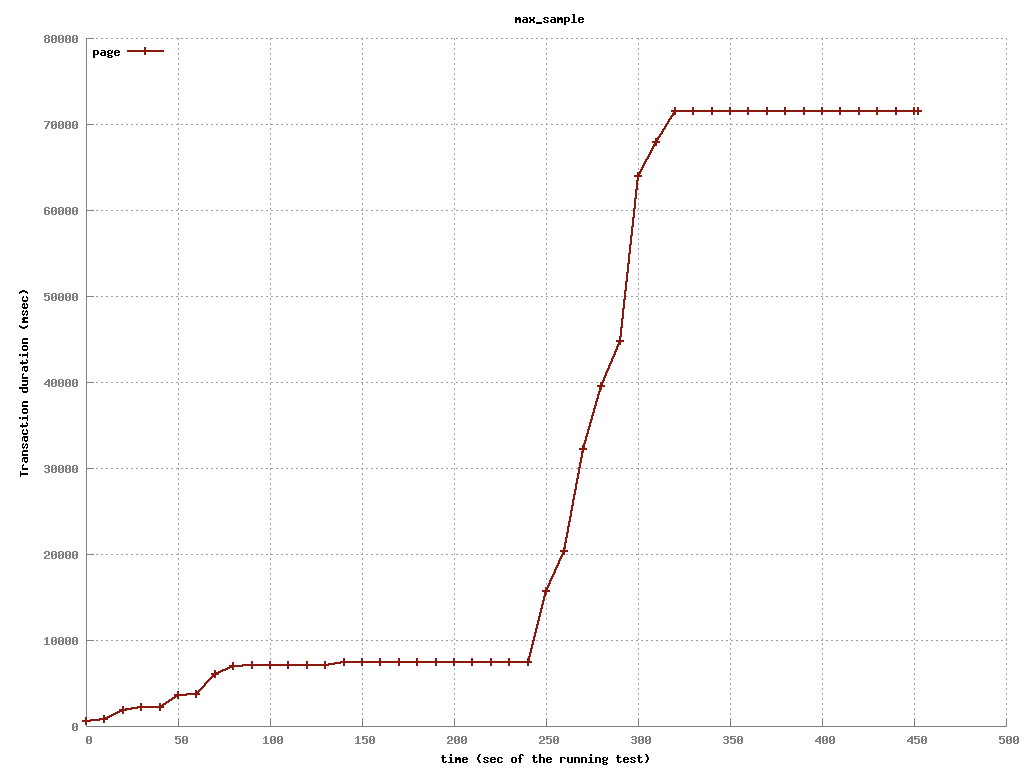 max_sample
80000
page
70000
60000
50000
40000
30000
20000
10000
0
Transaction duration (msec)
0 50 100 150 200 250 300 350 400 450 500
time (sec of the running test)